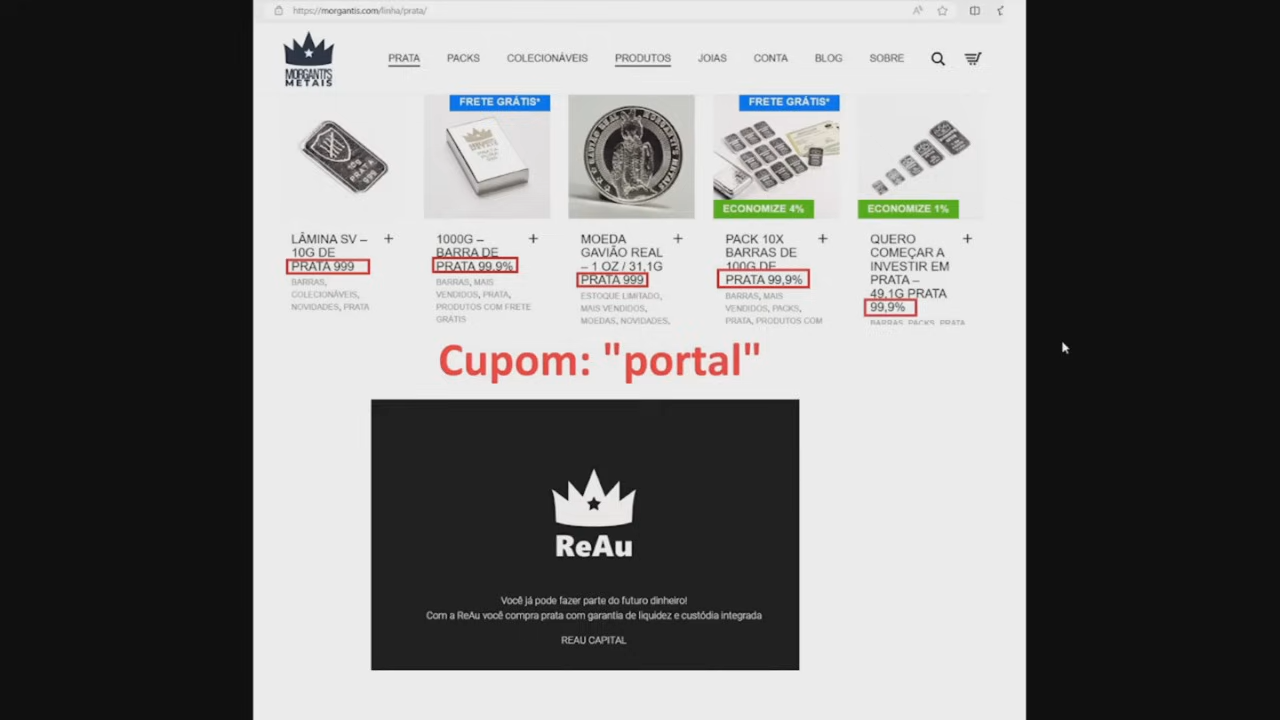 https://morgantis.com/linha/prata/
MORGANTIS
METAIS
PRATA PACKS COLECIONÁVEIS PRODUTOS JOIAS CONTA BLOG SOBRE
FRETE GRÁTIS*
FRETE GRÁTIS*
ECONOMIZE 4%
ECONOMIZE 1%
LÂMINA SV –
10G DE
PRATA 999
BARRAS,
COLECIONÁVEIS,
NOVIDADES, PRATA
1000G –
BARRA DE
PRATA 99,9%
BARRAS, MAIS
VENDIDOS, PRATA,
PRODUTOS COM FRETE
GRÁTIS
MOEDA
GAVIÃO REAL
– 1 OZ / 31,1G
PRATA 999
ESTOQUE LIMITADO,
MAIS VENDIDOS,
MOEDAS, NOVIDADES,
PACK 10X
BARRAS DE
100G DE
PRATA 99,9%
BARRAS, MAIS
VENDIDOS, PACKS,
PRATA, PRODUTOS COM
QUERO
COMEÇAR A
INVESTIR EM
PRATA –
49,1G PRATA
99,9%
BARRAS, PACKS, PRATA
Cupom: "portal"
ReAu
Você já pode fazer parte do futuro dinheiro!
Com a ReAu você compra prata com garantia de liquidez e custódia integrada
REAU CAPITAL